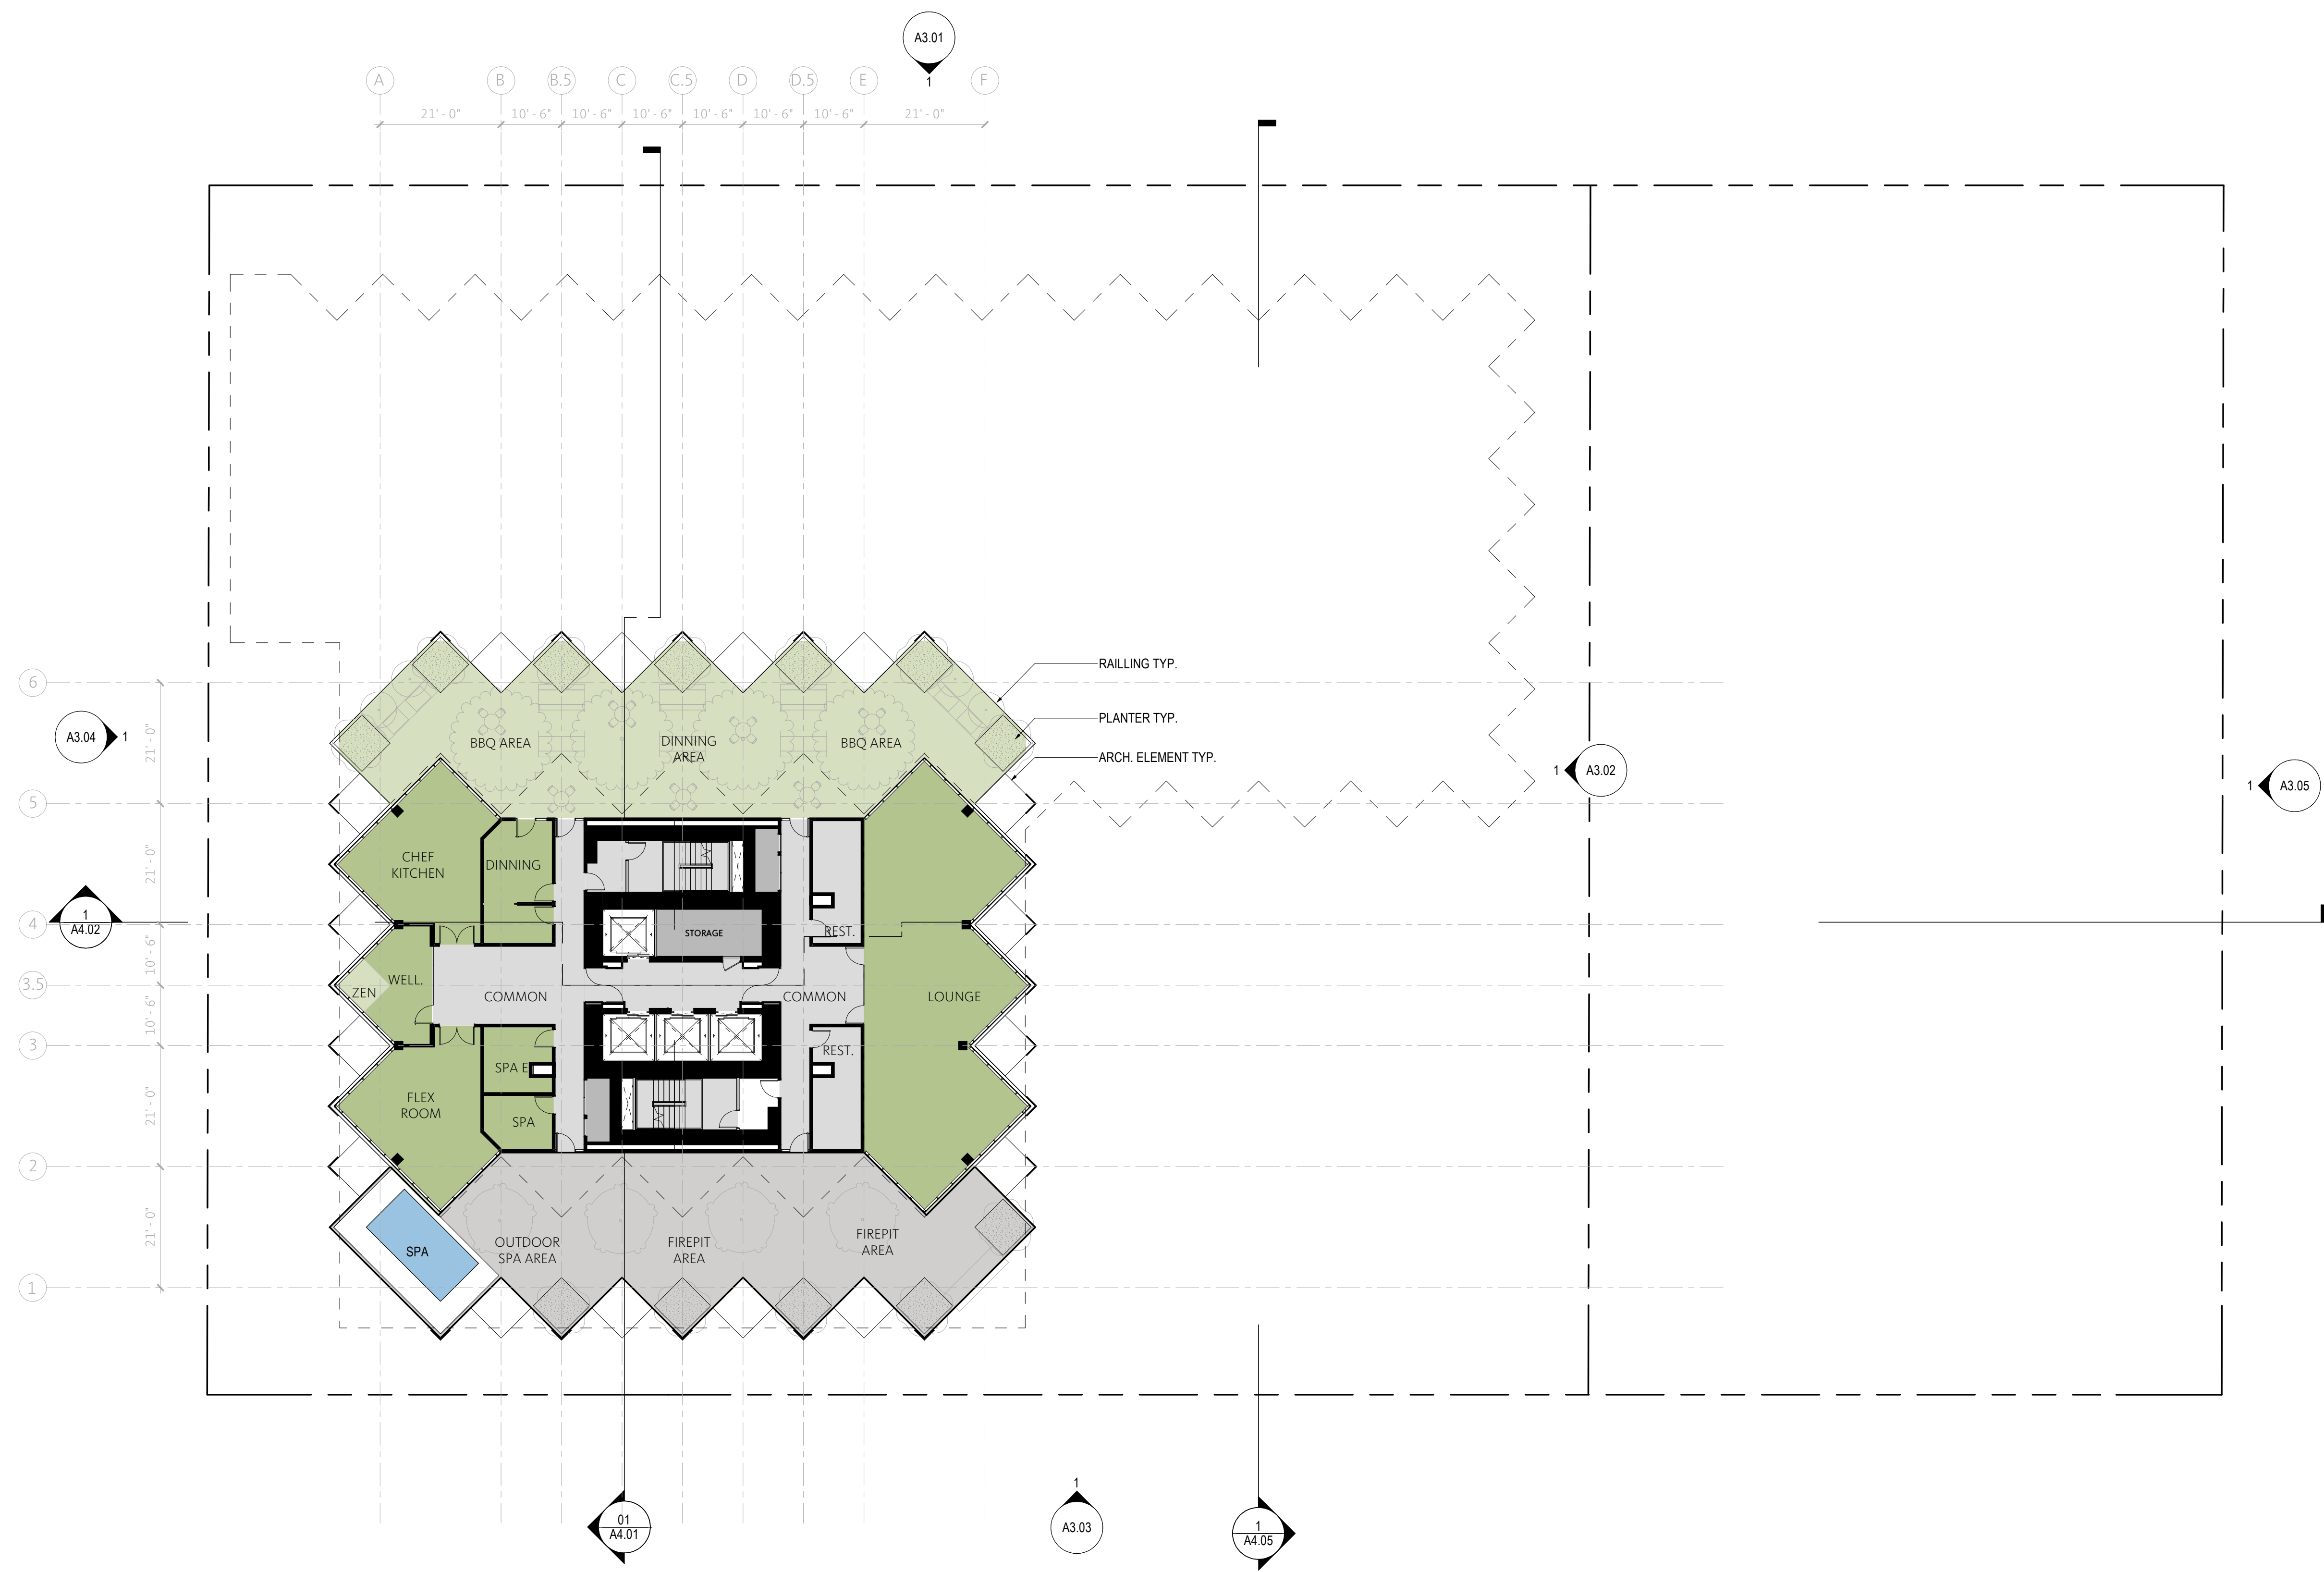 A3.01
1
A
B
B.5
C
C.5
D
D.5
E
F
21' - 0"
10' - 6"
10' - 6"
10' - 6"
10' - 6"
10' - 6"
10' - 6"
21' - 0"
RAILLING TYP.
PLANTER TYP.
ARCH. ELEMENT TYP.
6
A3.04
1
21' - 0"
BBQ AREA
DINNING
AREA
BBQ AREA
A3.02
1
A3.05
1
5
21' - 0"
CHEF
KITCHEN
DINNING
1
A4.02
4
STORAGE
REST.
10' - 6"
3.5
ZEN
WELL.
COMMON
COMMON
LOUNGE
10' - 6"
3
REST.
SPA E
21' - 0"
FLEX
ROOM
SPA
2
21' - 0"
SPA
OUTDOOR
SPA AREA
FIREPIT
AREA
FIREPIT
AREA
1
01
A4.01
1
A3.03
1
A4.05